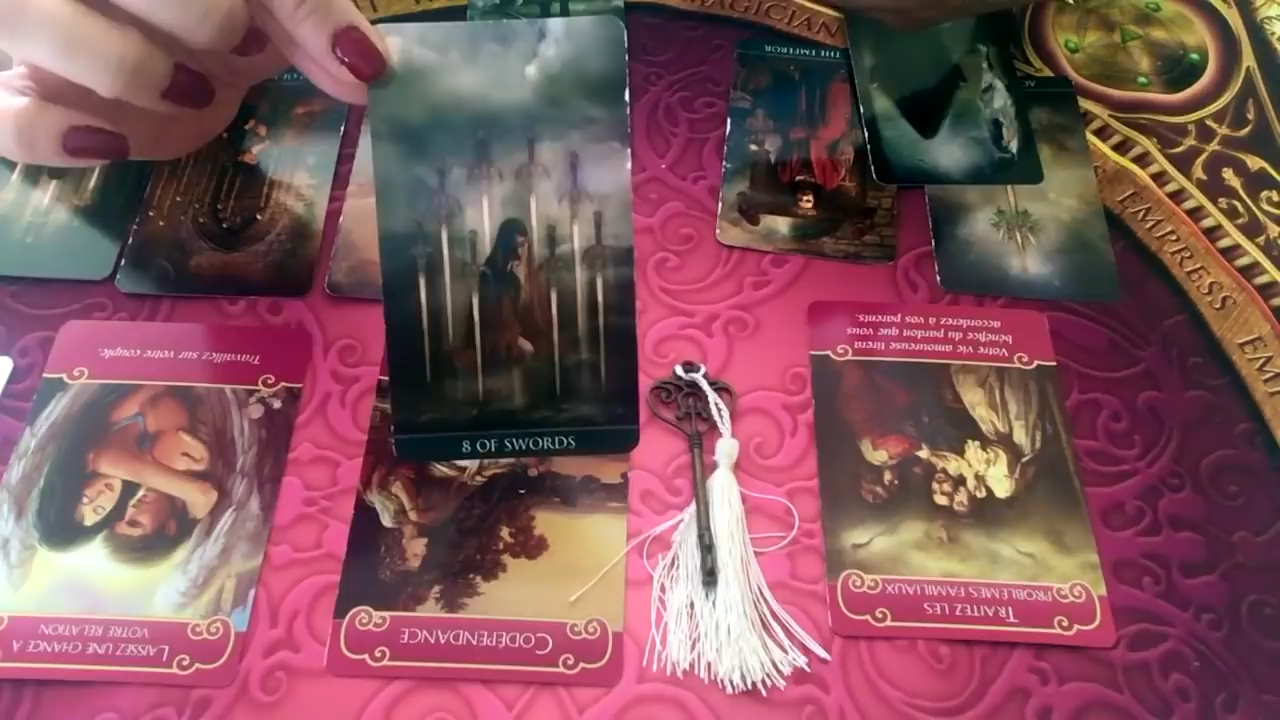 MAGICIAN
THE EMPEROR
EMPRESS
EM
Votre vie amoureuse tirera
bénéfice du pardon que vous
accorderez à vos parents.
Travaillez sur votre couple.
8 OF SWORDS
TRAITEZ LES
PROBLÈMES FAMILIAUX
CODÉPENDANCE
LAISSEZ UNE CHANCE À
VOTRE RELATION